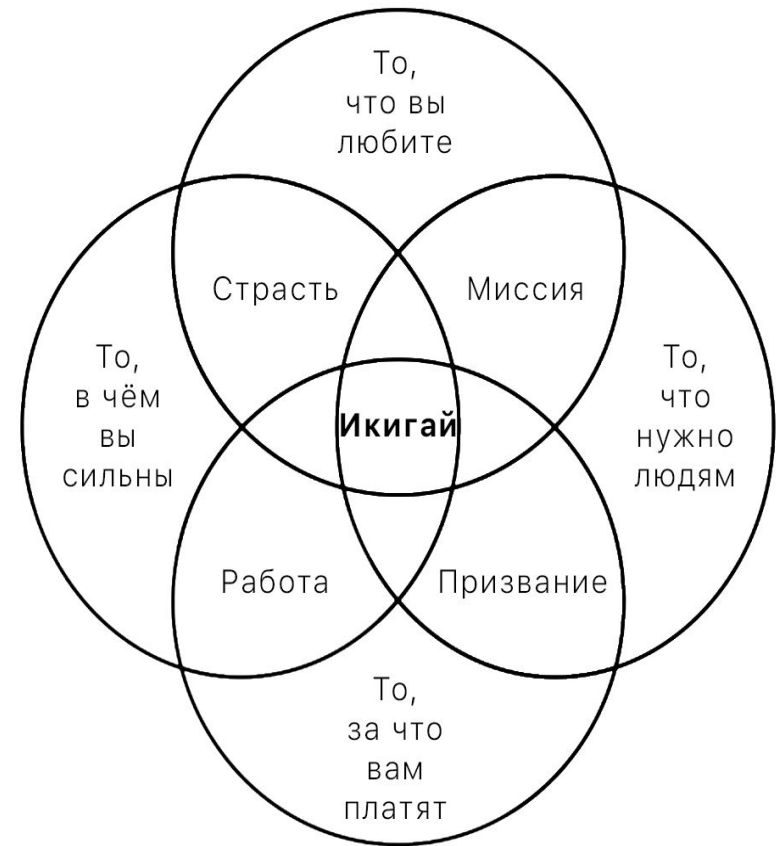 То,
что вы
любите
Страсть
Миссия
То,
в чём
вы
сильны
Икигай
То,
что
нужно
людям
Работа
Призвание
То,
за что
вам
платят